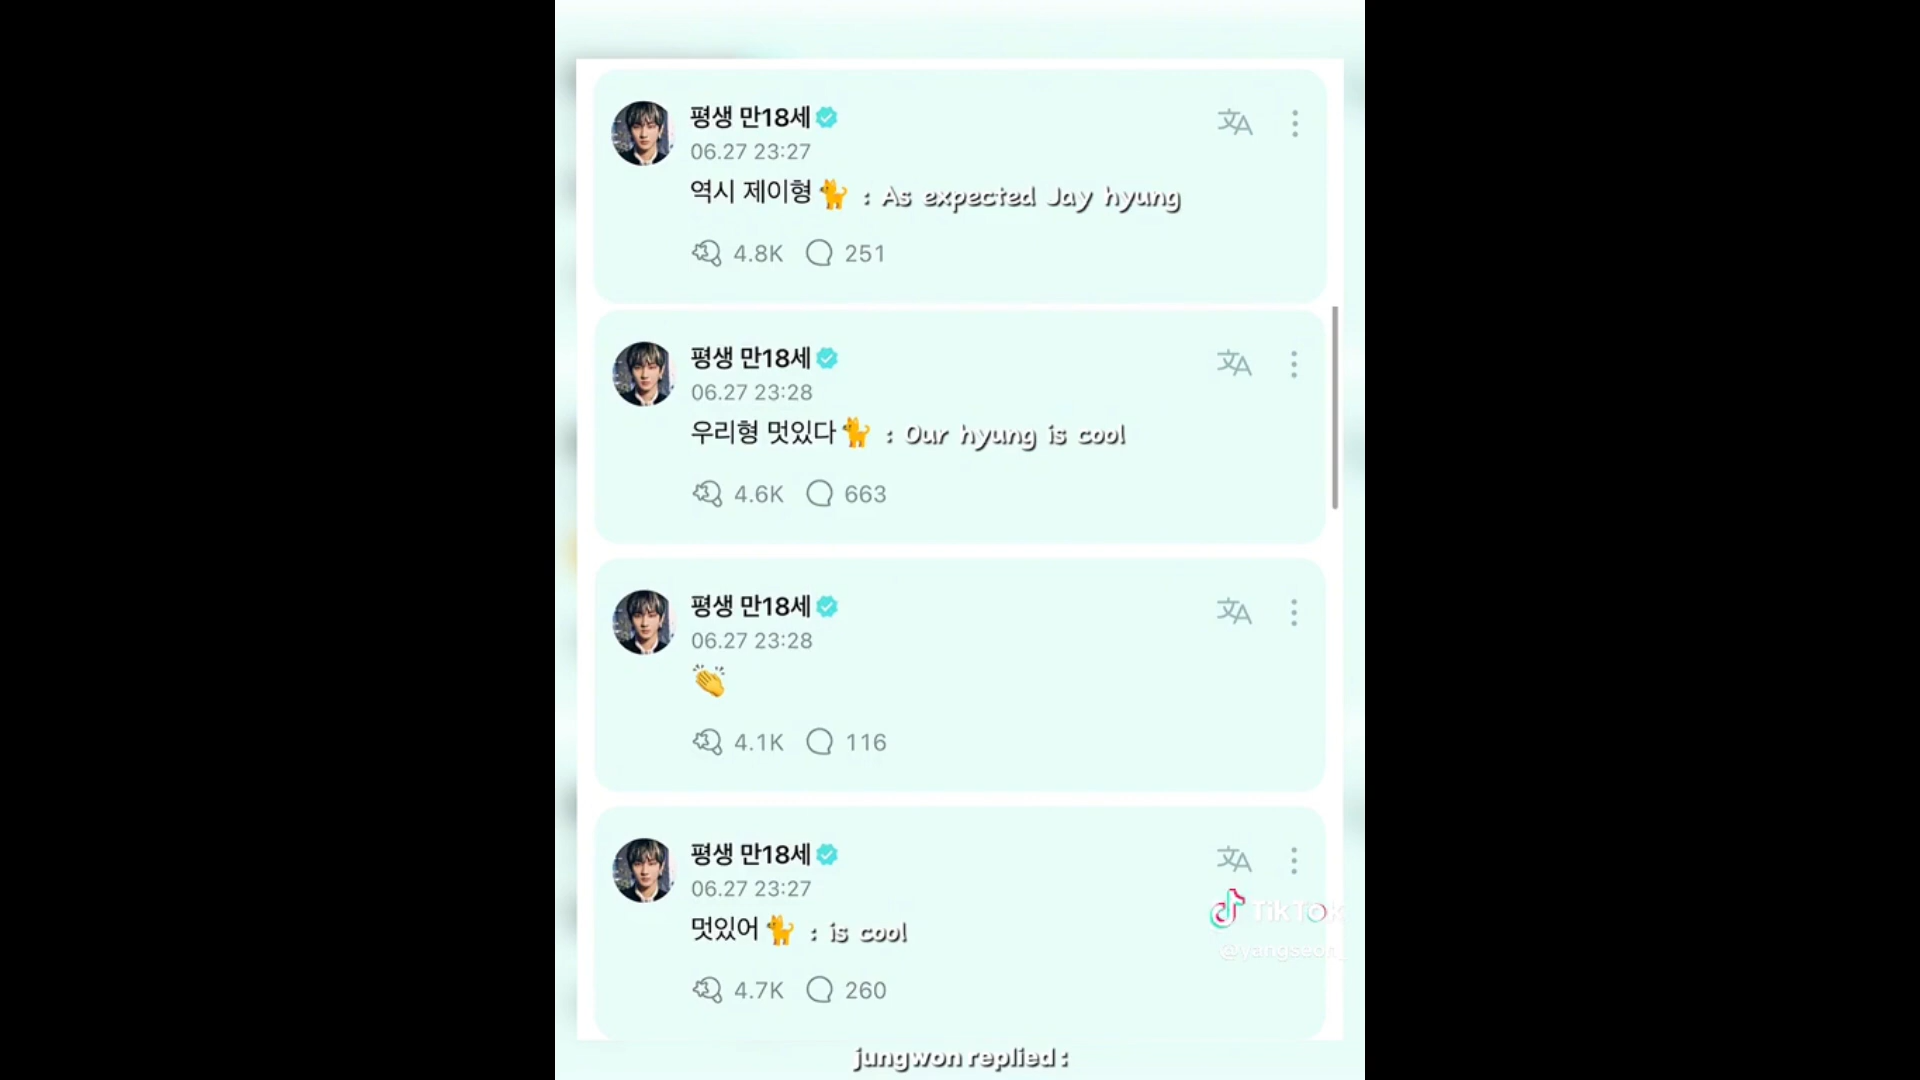 평생 만18세
06.27 23:27
역시 제이형🐈 : As expected Jay hyung
4.8K 251
평생 만18세
06.27 23:28
우리형 멋있다🐈 : Our hyung is cool
4.6K 663
평생 만18세
06.27 23:28
👏
4.1K 116
평생 만18세
06.27 23:27
멋있어🐈 : is cool
4.7K 260
TikTok
@yangseon_
jungwon replied :